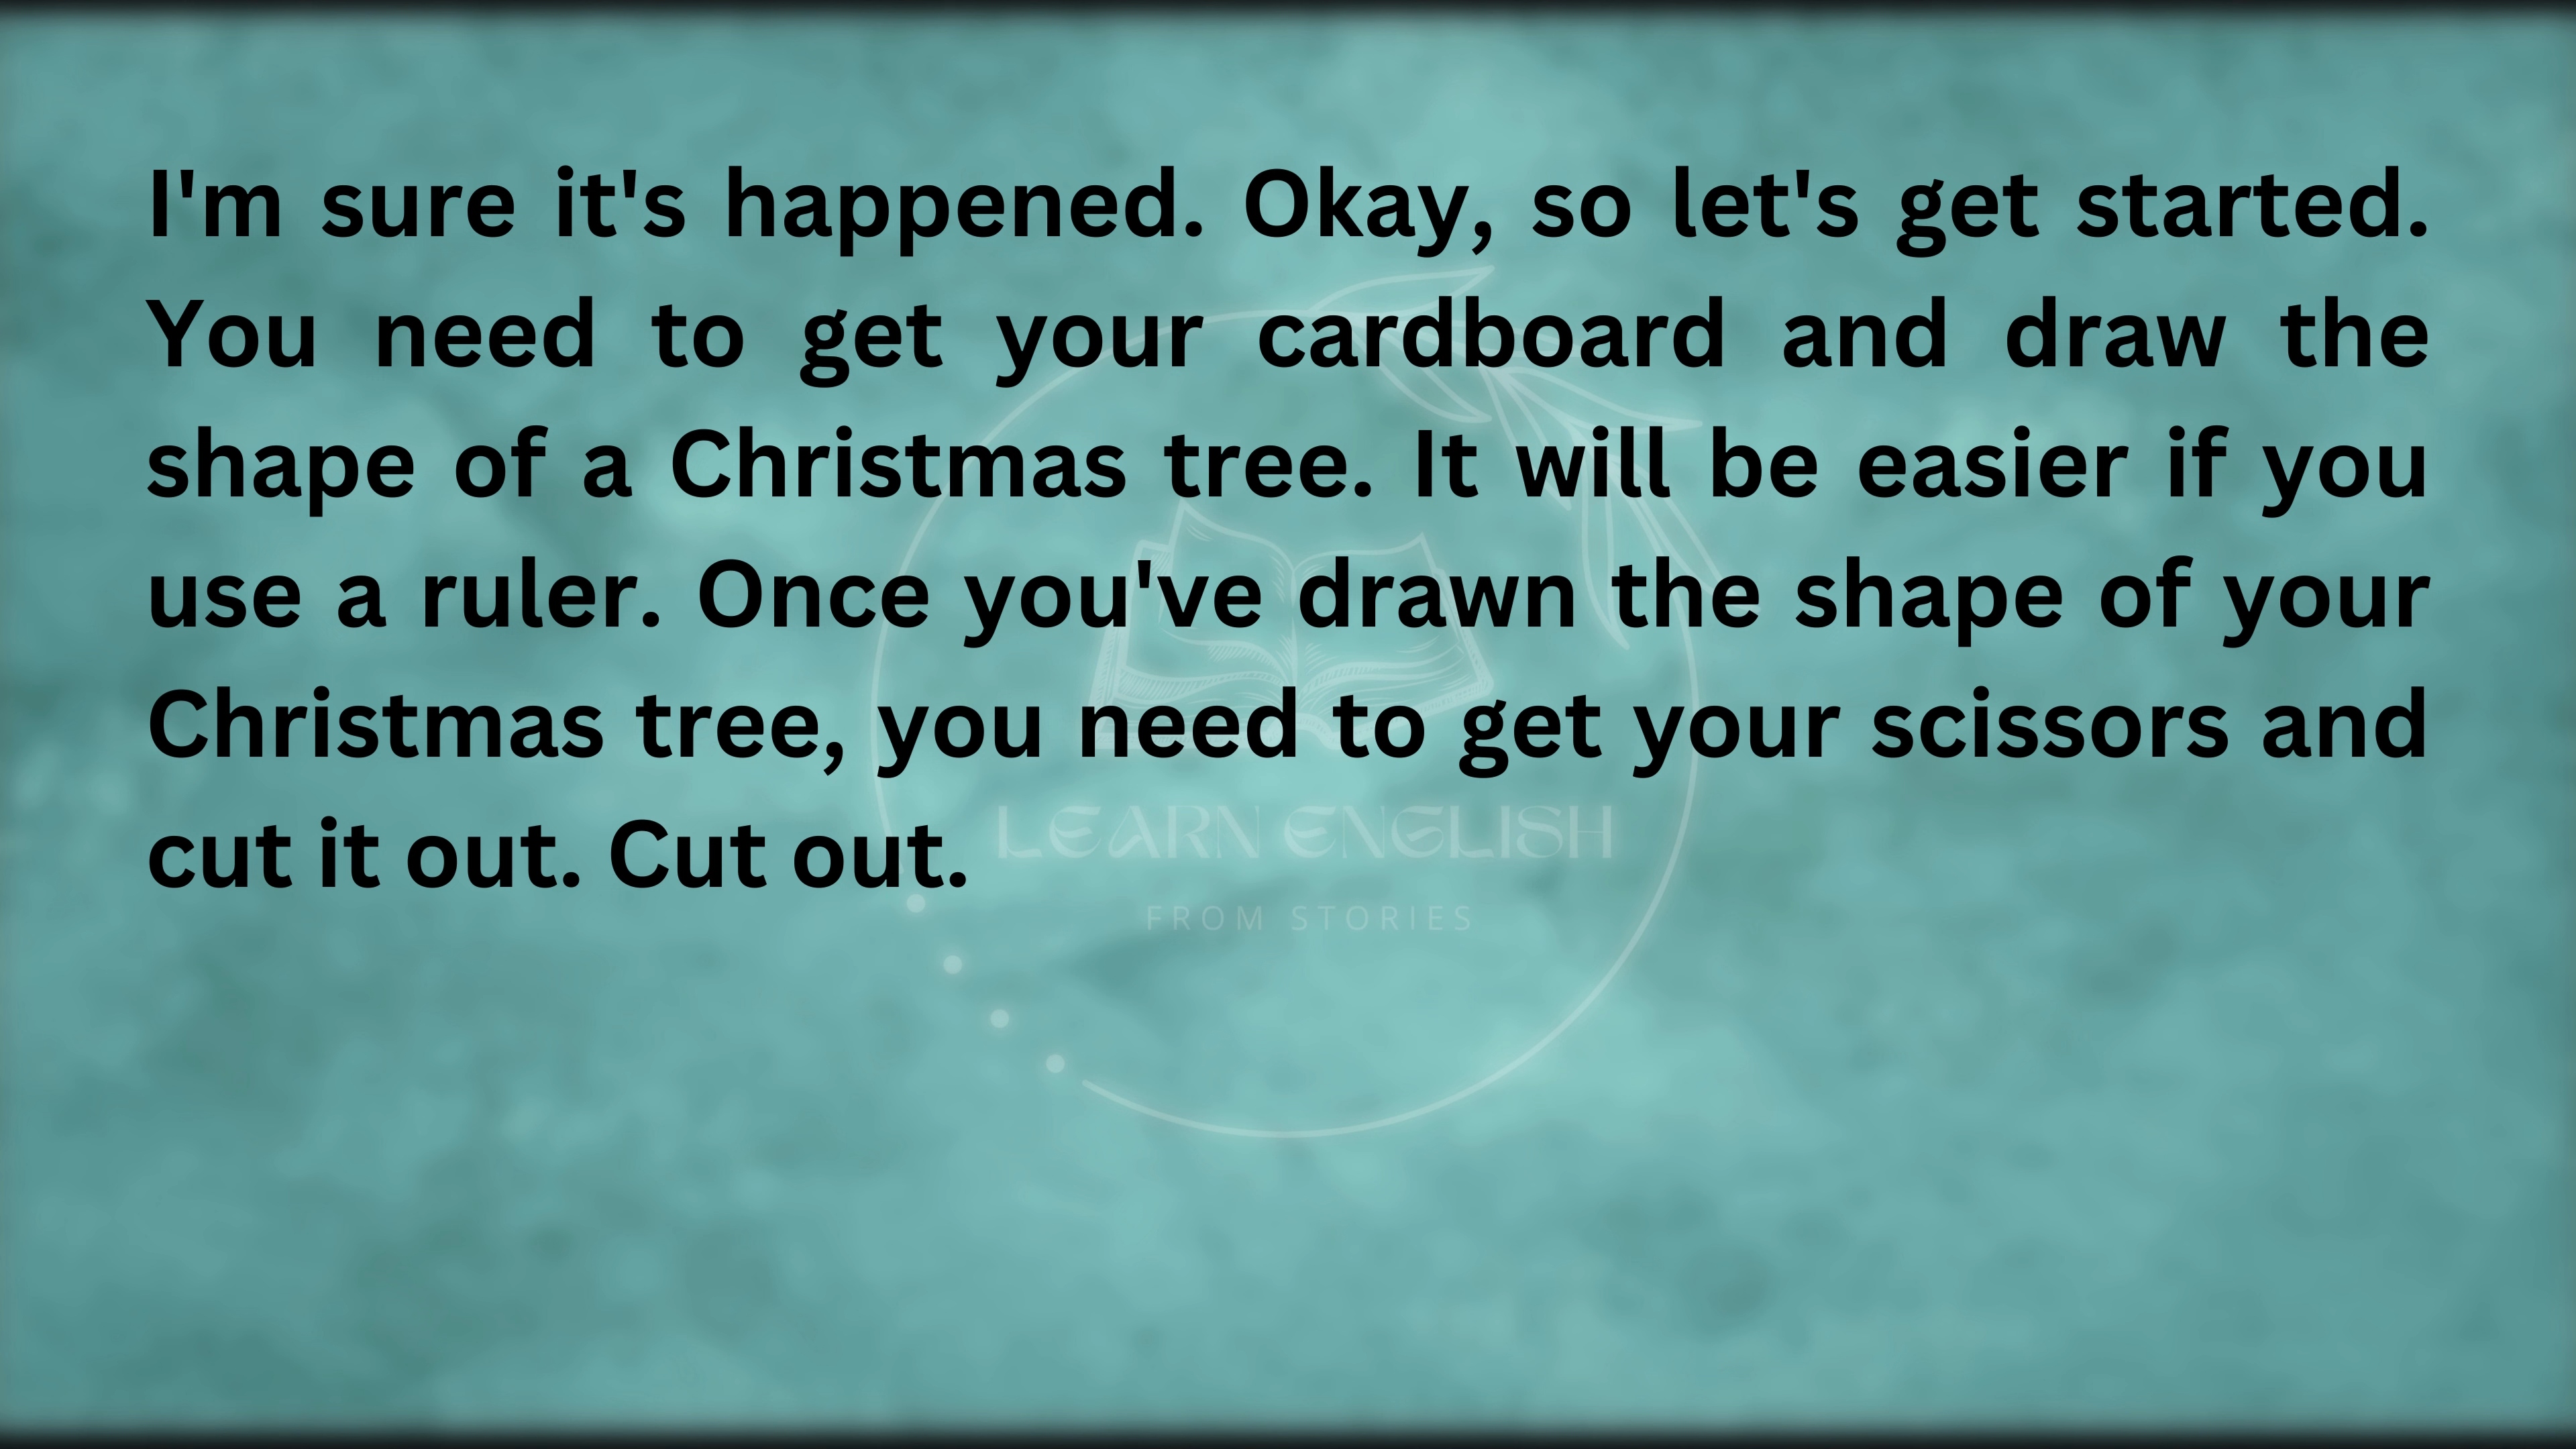 I'm sure it's happened. Okay, so let's get started.
You need to get your cardboard and draw the
shape of a Christmas tree. It will be easier if you
use a ruler. Once you've drawn the shape of your
Christmas tree, you need to get your scissors and
cut it out. Cut out.
LEARN ENGLISH
FROM STORIES